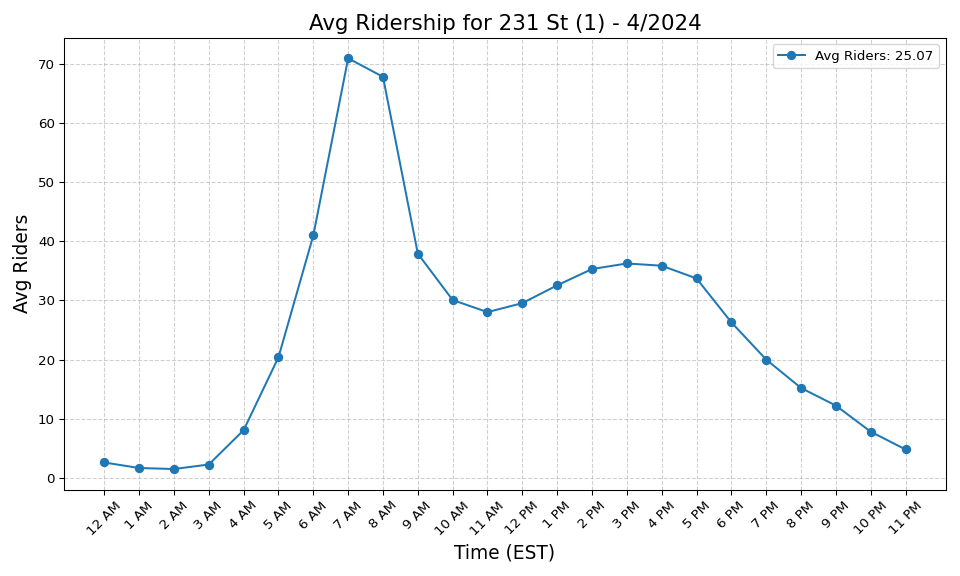 Avg Ridership for 231 St (1) - 4/2024
Avg Riders: 25.07
Avg Riders
70
60
50
40
30
20
10
0
12 AM
1 AM
2 AM
3 AM
4 AM
5 AM
6 AM
7 AM
8 AM
9 AM
10 AM
11 AM
12 PM
1 PM
2 PM
3 PM
4 PM
5 PM
6 PM
7 PM
8 PM
9 PM
10 PM
11 PM
Time (EST)